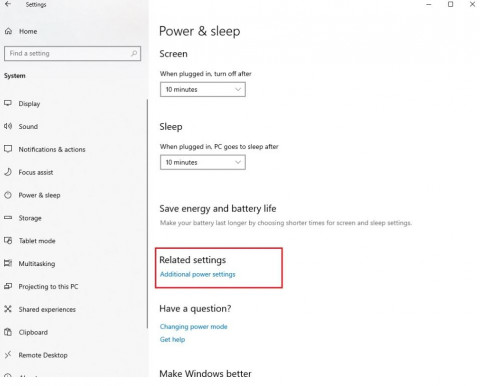 Settings
Home
Find a setting
System
Display
Sound
Notifications & actions
Focus assist
Power & sleep
Storage
Tablet mode
Multitasking
Projecting to this PC
Shared experiences
Clipboard
Remote Desktop
Power & sleep
Screen
When plugged in, turn off after
10 minutes
Sleep
When plugged in, PC goes to sleep after
10 minutes
Save energy and battery life
Make your battery last longer by choosing shorter times for screen and sleep settings.
Related settings
Additional power settings
Have a question?
Changing power mode
Get help
Make Windows better